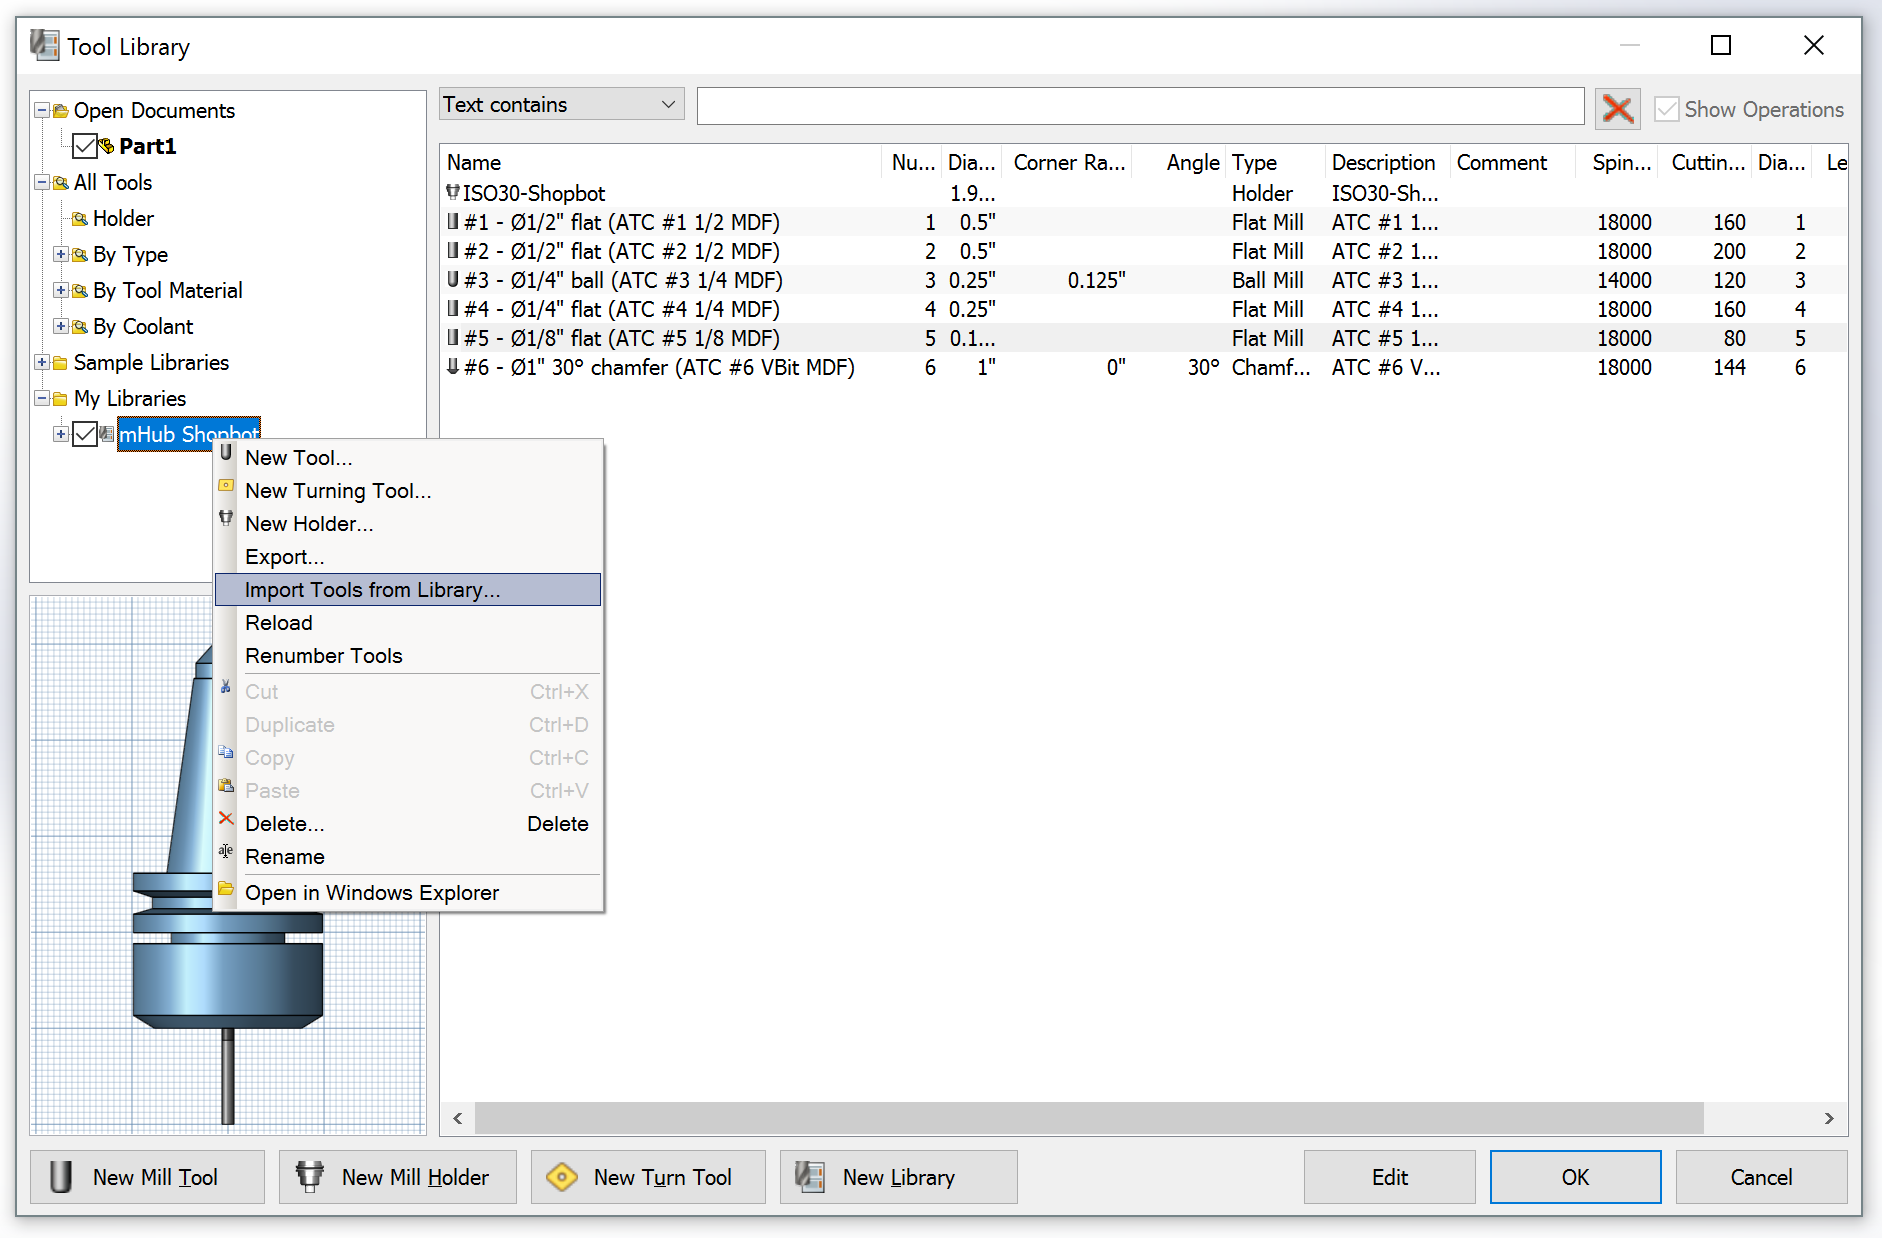 Tool Library
Open Documents
Part1
All Tools
Holder
By Type
By Tool Material
By Coolant
Sample Libraries
My Libraries
mHub Shopbot
Text contains
Show Operations
Name Nu... Dia... Corner Ra... Angle Type Description Comment Spin... Cuttin... Dia... Le
ISO30-Shopbot 1.9... Holder ISO30-Sh...
#1 - Ø1/2" flat (ATC #1 1/2 MDF) 1 0.5" Flat Mill ATC #1 1... 18000 160 1
#2 - Ø1/2" flat (ATC #2 1/2 MDF) 2 0.5" Flat Mill ATC #2 1... 18000 200 2
#3 - Ø1/4" ball (ATC #3 1/4 MDF) 3 0.25" 0.125" Ball Mill ATC #3 1... 14000 120 3
#4 - Ø1/4" flat (ATC #4 1/4 MDF) 4 0.25" Flat Mill ATC #4 1... 18000 160 4
#5 - Ø1/8" flat (ATC #5 1/8 MDF) 5 0.1... Flat Mill ATC #5 1... 18000 80 5
#6 - Ø1" 30° chamfer (ATC #6 VBit MDF) 6 1" 0" 30° Chamf... ATC #6 V... 18000 144 6
New Tool...
New Turning Tool...
New Holder...
Export...
Import Tools from Library...
Reload
Renumber Tools
Cut Ctrl+X
Duplicate Ctrl+D
Copy Ctrl+C
Paste Ctrl+V
Delete... Delete
Rename
Open in Windows Explorer
New Mill Tool
New Mill Holder
New Turn Tool
New Library
Edit
OK
Cancel